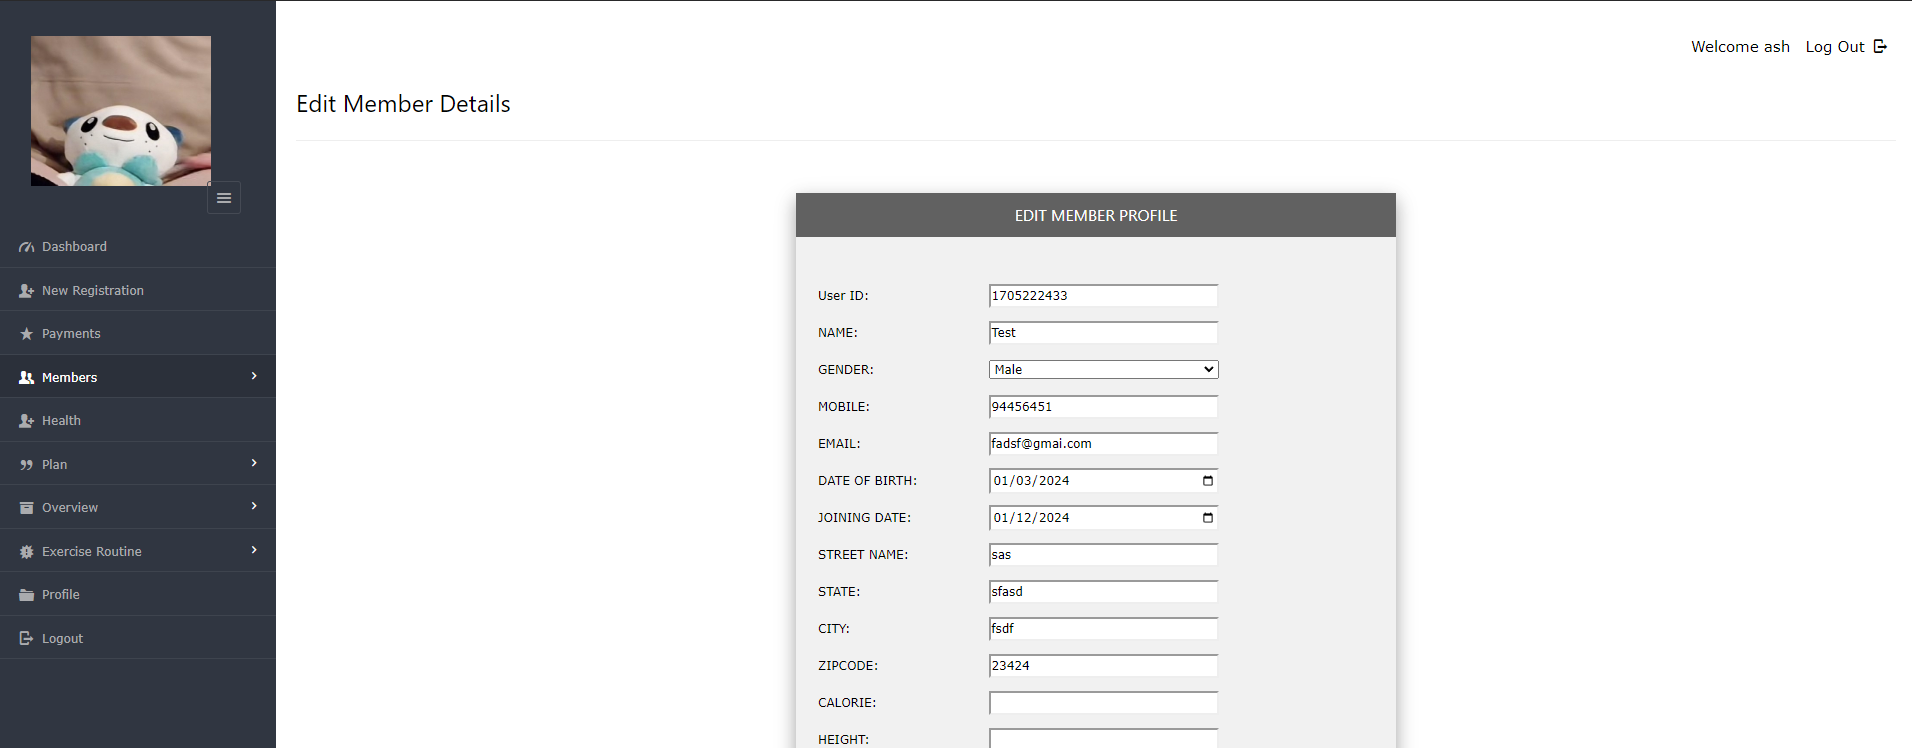 Welcome ash Log Out
Edit Member Details
Dashboard
New Registration
Payments
Members
Health
Plan
Overview
Exercise Routine
Profile
Logout
EDIT MEMBER PROFILE
User ID: 1705222433
NAME: Test
GENDER: Male
MOBILE: 94456451
EMAIL: fadsf@gmai.com
DATE OF BIRTH: 01/03/2024
JOINING DATE: 01/12/2024
STREET NAME: sas
STATE: sfasd
CITY: fsdf
ZIPCODE: 23424
CALORIE:
HEIGHT: